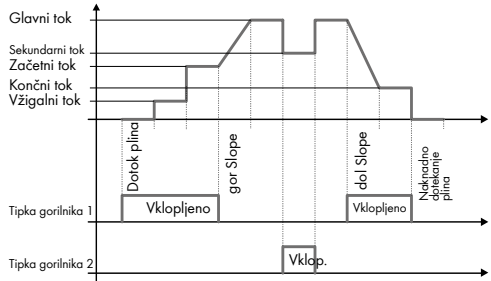 Glavni tok
Sekundarni tok
Začetni tok
Končni tok
Vžigalni tok
Dotok plina
gor Slope
dol Slope
Naknadno
dotekanje
plina
Tipka gorilnika 1
Vklopljeno
Vklopljeno
Tipka gorilnika 2
Vklop.